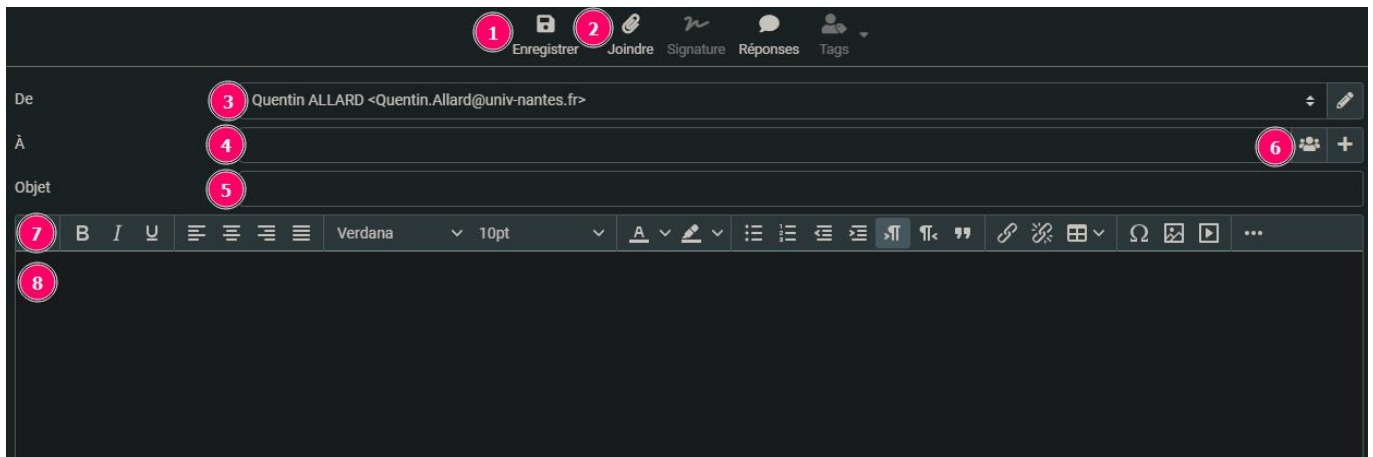 1 Enregistrer 2 Joindre Signature Réponses Tags
De 3 Quentin ALLARD <Quentin.Allard@univ-nantes.fr>
À 4 6
Objet 5
7 B I U Verdana 10pt A
8